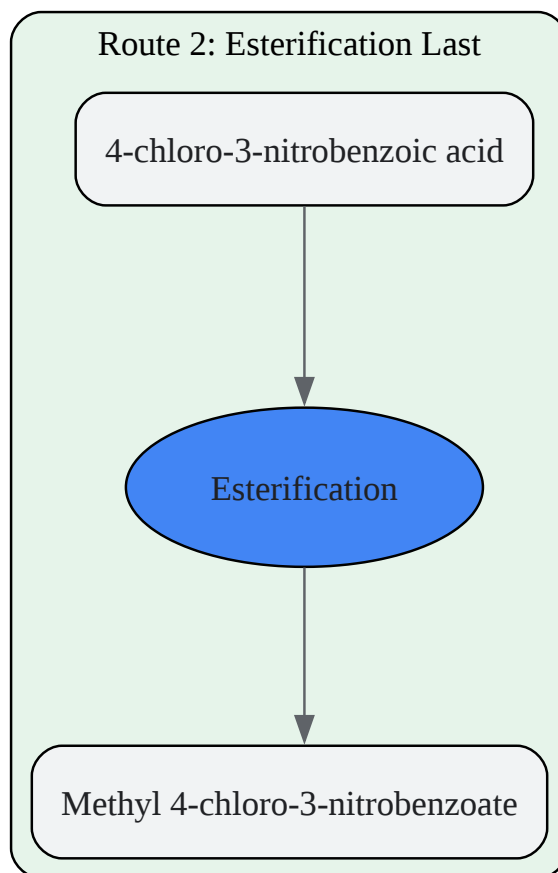 Route 2: Esterification Last
4-chloro-3-nitrobenzoic acid
Esterification
Methyl 4-chloro-3-nitrobenzoate